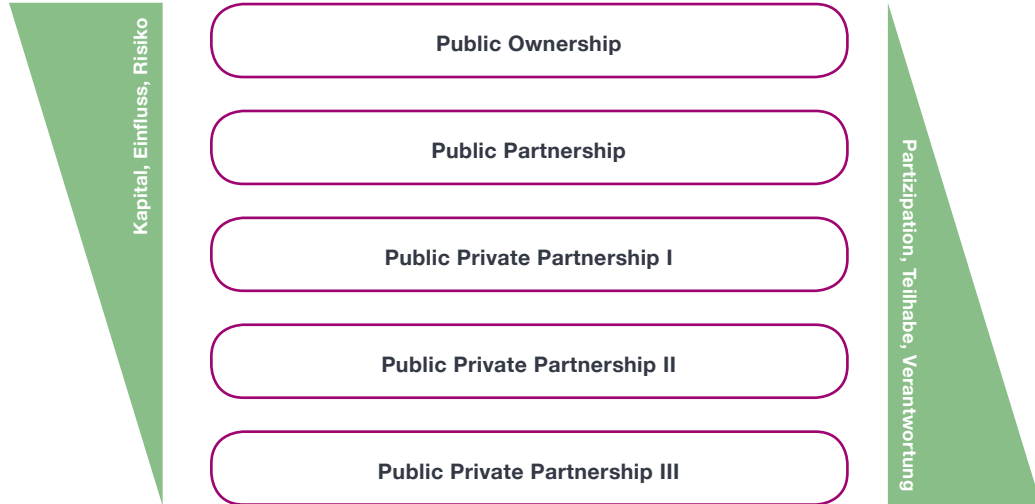 Kapital, Einfluss, Risiko
Public Ownership
Public Partnership
Public Private Partnership I
Public Private Partnership II
Public Private Partnership III
Partizipation, Teilhabe, Verantwortung